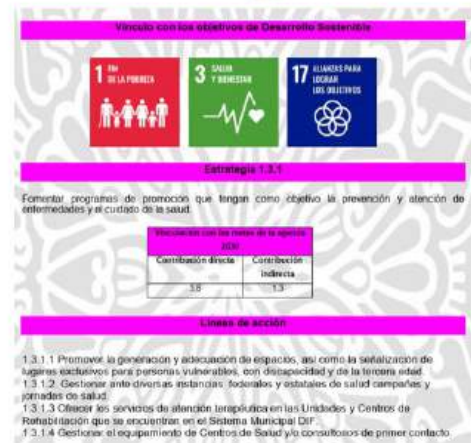 Vínculo con los objetivos de Desarrollo Sostenible
1 FIN
DE LA POBREZA
3 SALUD
Y BIENESTAR
17 ALIANZAS PARA
LOGRAR
LOS OBJETIVOS
Estrategia 1.3.1
Fomentar programas de promoción que tengan como objetivo la prevención y atención de
enfermedades y el cuidado de la salud.
Vinculación con las metas de la agenda
2030
Contribución directa Contribución
indirecta
3.8 1.3
Líneas de acción
1.3.1.1 Promover la generación y adecuación de espacios, así como la señalización de
lugares exclusivos para personas vulnerables, con discapacidad y de la tercera edad.
1.3.1.2. Gestionar ante diversas instancias federales y estatales de salud campañas y
jornadas de salud.
1.3.1.3 Ofrecer los servicios de atención terapéutica en las Unidades y Centros de
Rehabilitación que se encuentran en el Sistema Municipal DIF.
1.3.1.4 Gestionar el equipamiento de Centros de Salud y/o consultorios de primer contacto.